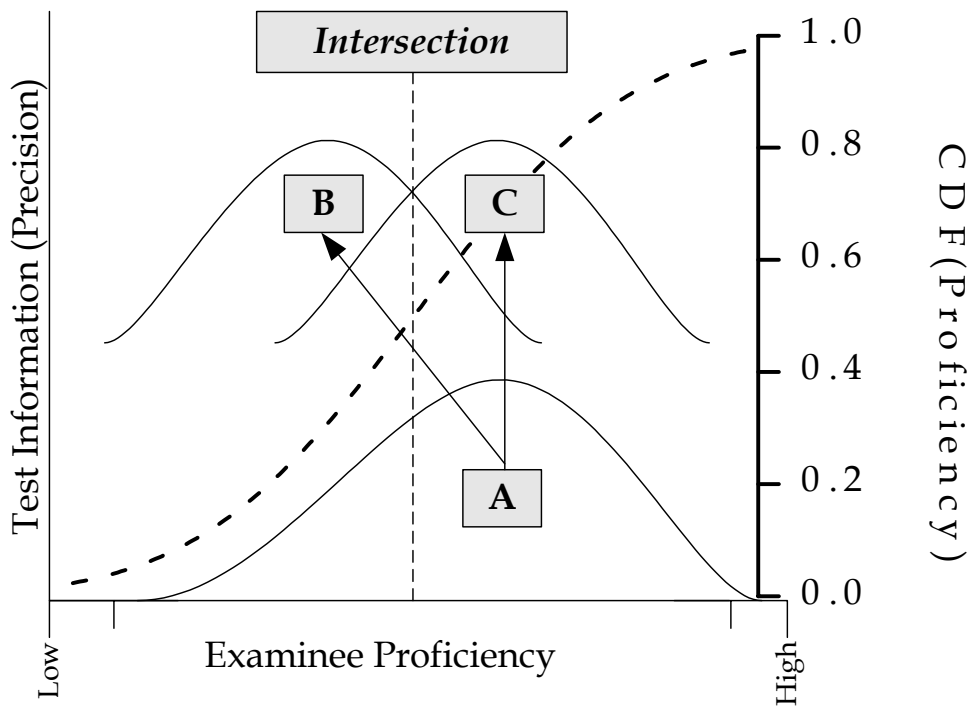 Intersection
B
C
A
Test Information (Precision)
1.0
0.8
0.6
0.4
0.2
0.0
CDF(Proficiency)
Low
Examinee Proficiency
High